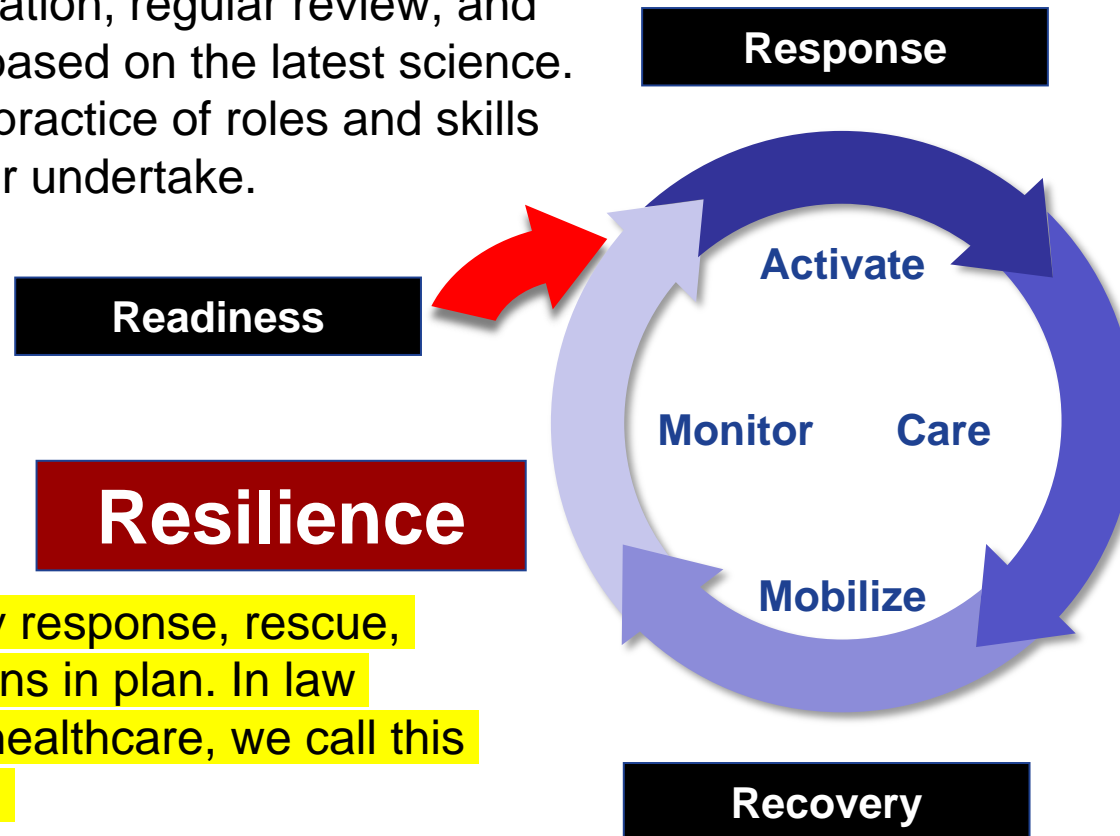 ation, regular review, and
based on the latest science.
practice of roles and skills
r undertake.
Response
Readiness
Activate
Monitor Care
Mobilize
Resilience
response, rescue,
ns in plan. In law
healthcare, we call this
Recovery